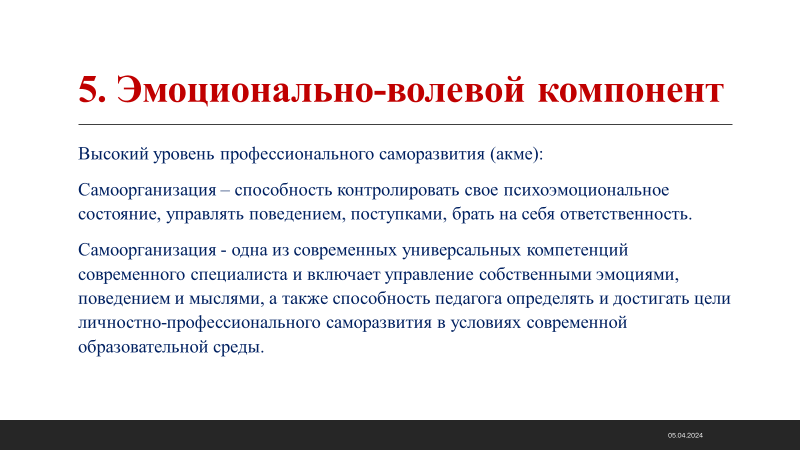 5. Эмоционально-волевой компонент
Высокий уровень профессионального саморазвития (акме):
Самоорганизация – способность контролировать свое психоэмоциональное
состояние, управлять поведением, поступками, брать на себя ответственность.
Самоорганизация - одна из современных универсальных компетенций
современного специалиста и включает управление собственными эмоциями,
поведением и мыслями, а также способность педагога определять и достигать цели
личностно-профессионального саморазвития в условиях современной
образовательной среды.
05.04.2024